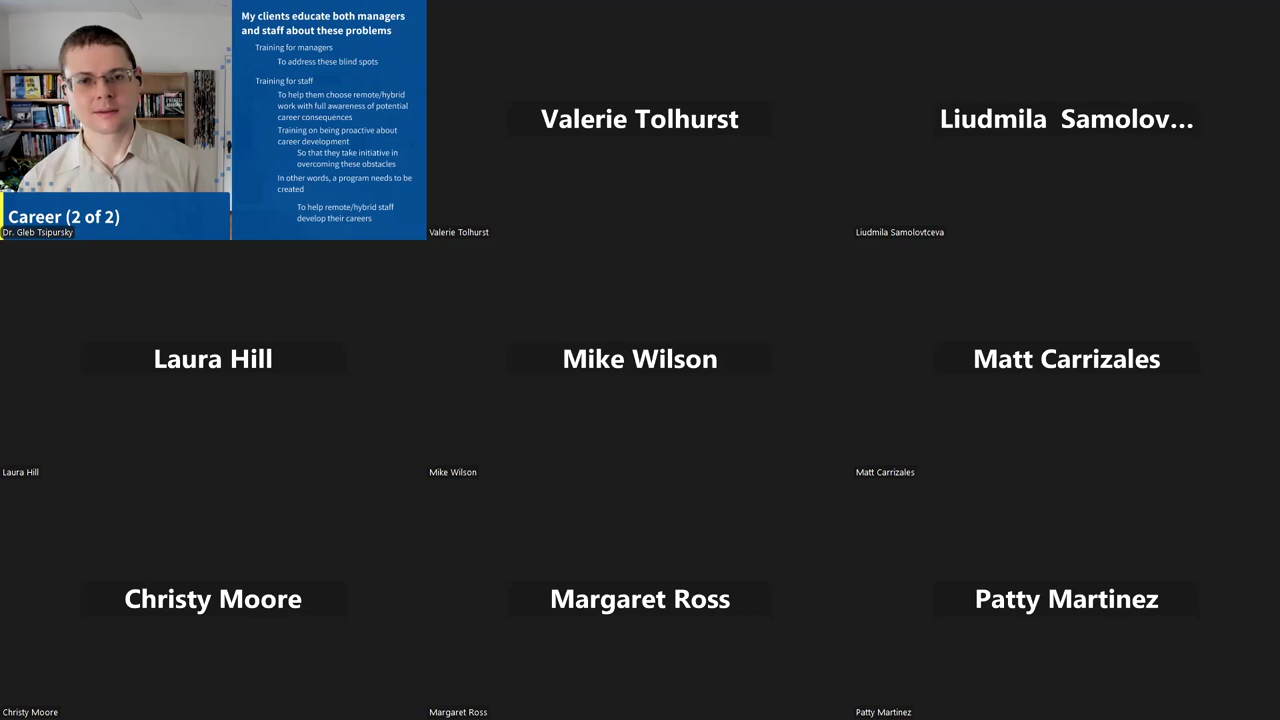 My clients educate both managers
and staff about these problems
Training for managers
To address these blind spots
Training for staff
To help them choose remote/hybrid
work with full awareness of potential
career consequences
Training on being proactive about
career development
So that they take initiative in
overcoming these obstacles
In other words, a program needs to be
created
To help remote/hybrid staff
develop their careers
Career (2 of 2)
Dr. Gleb Tsipursky
Valerie Tolhurst
Valerie Tolhurst
Liudmila Samolov...
Liudmila Samolovtceva
Laura Hill
Laura Hill
Mike Wilson
Mike Wilson
Matt Carrizales
Matt Carrizales
Christy Moore
Christy Moore
Margaret Ross
Margaret Ross
Patty Martinez
Patty Martinez